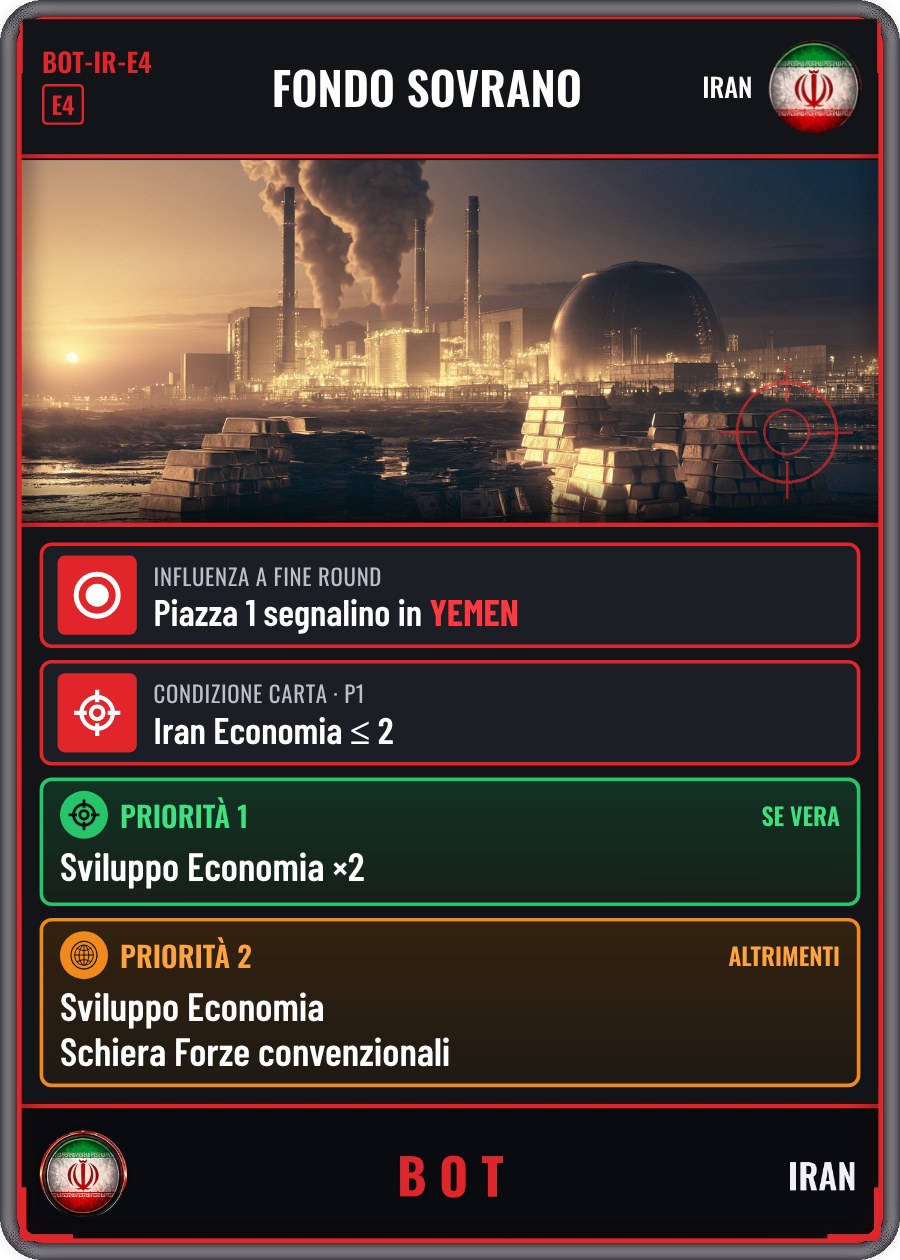 BOT-IR-E4
E4
FONDO SOVRANO
IRAN
INFLUENZA A FINE ROUND
Piazza 1 segnalino in YEMEN
CONDIZIONE CARTA · P1
Iran Economia ≤ 2
PRIORITÀ 1
SE VERA
Sviluppo Economia ×2
PRIORITÀ 2
ALTRIMENTI
Sviluppo Economia
Schiera Forze convenzionali
BOT
IRAN